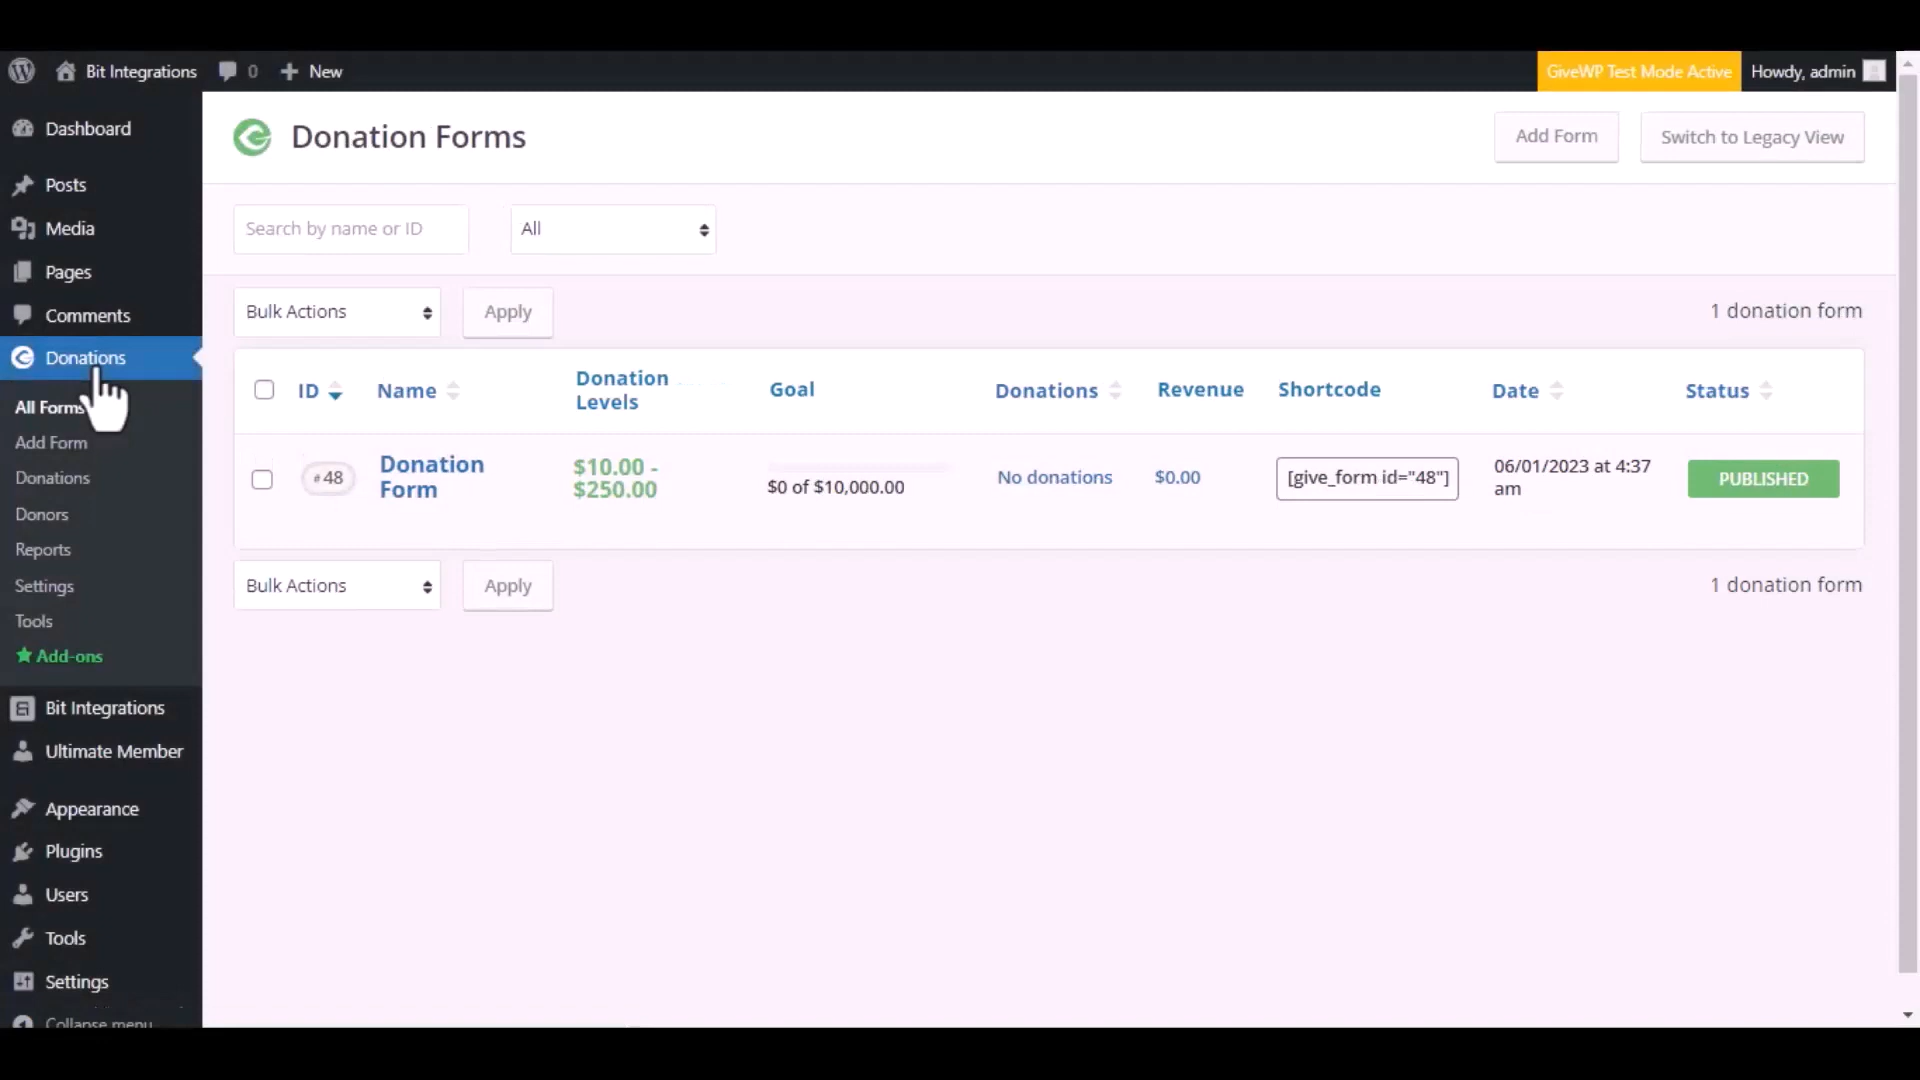 Bit Integrations
0
New
GiveWP Test Mode Active
Howdy, admin
Dashboard
Posts
Media
Pages
Comments
Donations
All Forms
Add Form
Donations
Donors
Reports
Settings
Tools
Add-ons
Bit Integrations
Ultimate Member
Appearance
Plugins
Users
Tools
Settings
Collapse menu
Donation Forms
Add Form
Switch to Legacy View
Search by name or ID
All
Bulk Actions
Apply
1 donation form
ID
Name
Donation
Levels
Goal
Donations
Revenue
Shortcode
Date
Status
#48
Donation
Form
$10.00 -
$250.00
$0 of $10,000.00
No donations
$0.00
[give_form id="48"]
06/01/2023 at 4:37
am
PUBLISHED
Bulk Actions
Apply
1 donation form